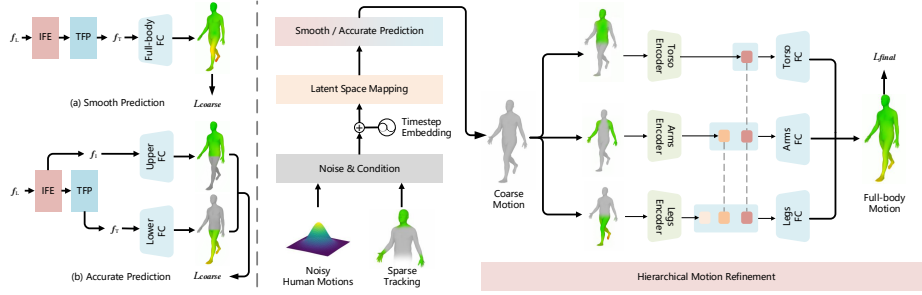 f_L
IFE
TFP
f_T
Full-body
FC
L_coarse
(a) Smooth Prediction
f_L
IFE
TFP
f_I
Upper
FC
f_T
Lower
FC
L_coarse
(b) Accurate Prediction
Smooth / Accurate Prediction
Latent Space Mapping
Timestep
Embedding
Noise & Condition
Noisy
Human Motions
Sparse
Tracking
Coarse
Motion
Torso
Encoder
Arms
Encoder
Legs
Encoder
Torso
FC
Arms
FC
Legs
FC
L_final
Full-body
Motion
Hierarchical Motion Refinement